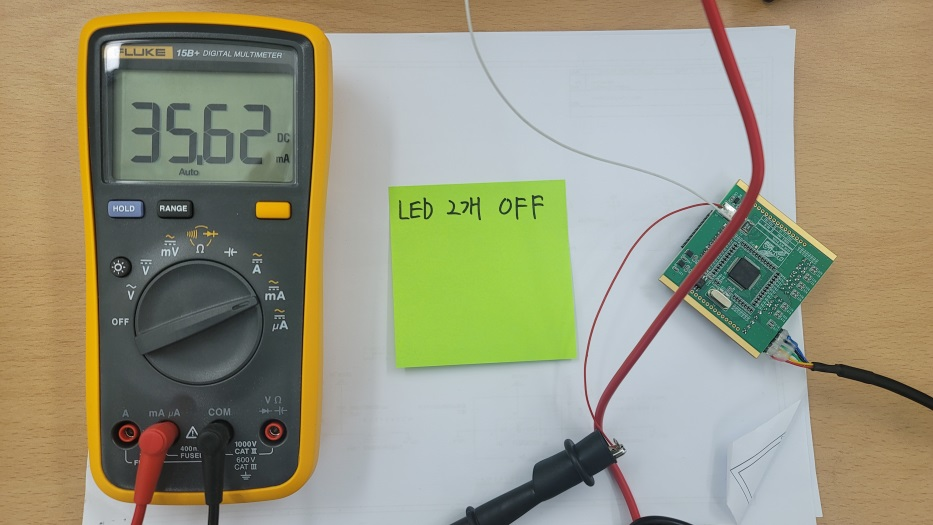 FLUKE 15B+ DIGITAL MULTIMETER
35.62 DC mA
Auto
HOLD RANGE
mV Ω
V A
V mA
OFF μA
A mA μA COM V Ω
400mA FUSED
1000V CAT II
600V CAT III
LED 2개 OFF